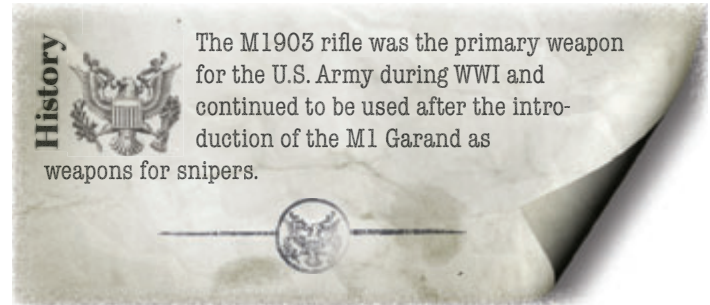 History
The M1903 rifle was the primary weapon
for the U.S. Army during WWI and
continued to be used after the intro-
duction of the M1 Garand as
weapons for snipers.